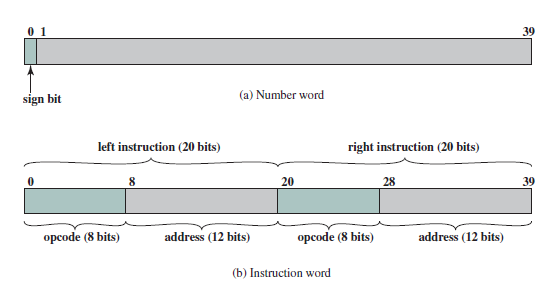 0 1 39
sign bit
(a) Number word
left instruction (20 bits) right instruction (20 bits)
0 8 20 28 39
opcode (8 bits) address (12 bits) opcode (8 bits) address (12 bits)
(b) Instruction word